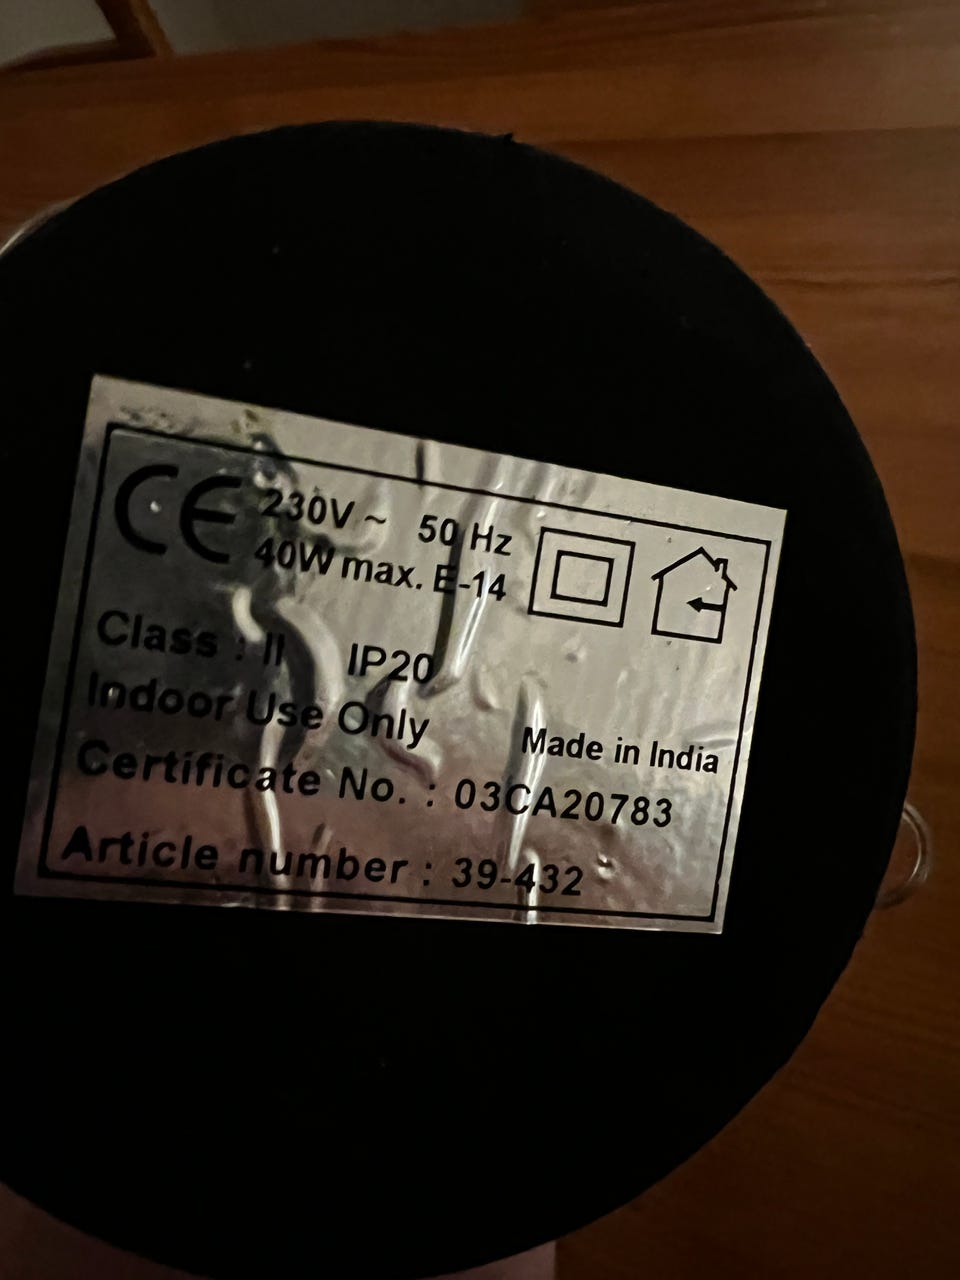 CE 230V ~ 50 Hz
40W max. E-14
Class : II IP20
Indoor Use Only
Made in India
Certificate No. : 03CA20783
Article number : 39-432